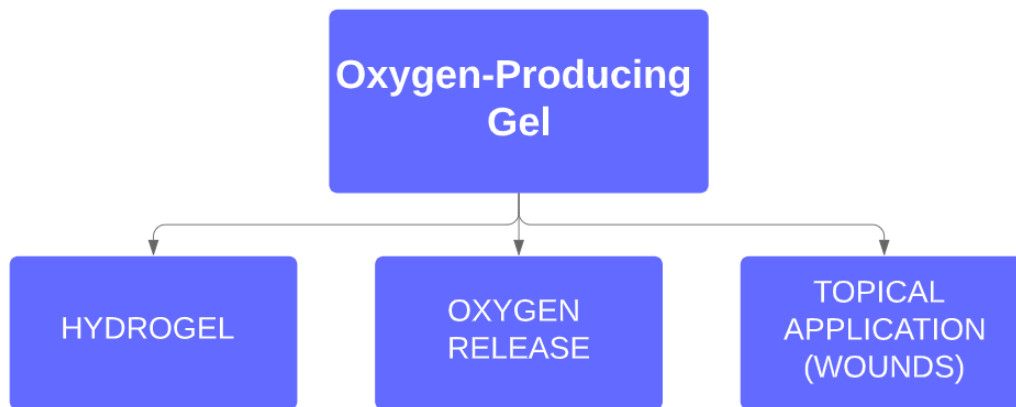 Oxygen-Producing
Gel
HYDROGEL
OXYGEN
RELEASE
TOPICAL
APPLICATION
(WOUNDS)